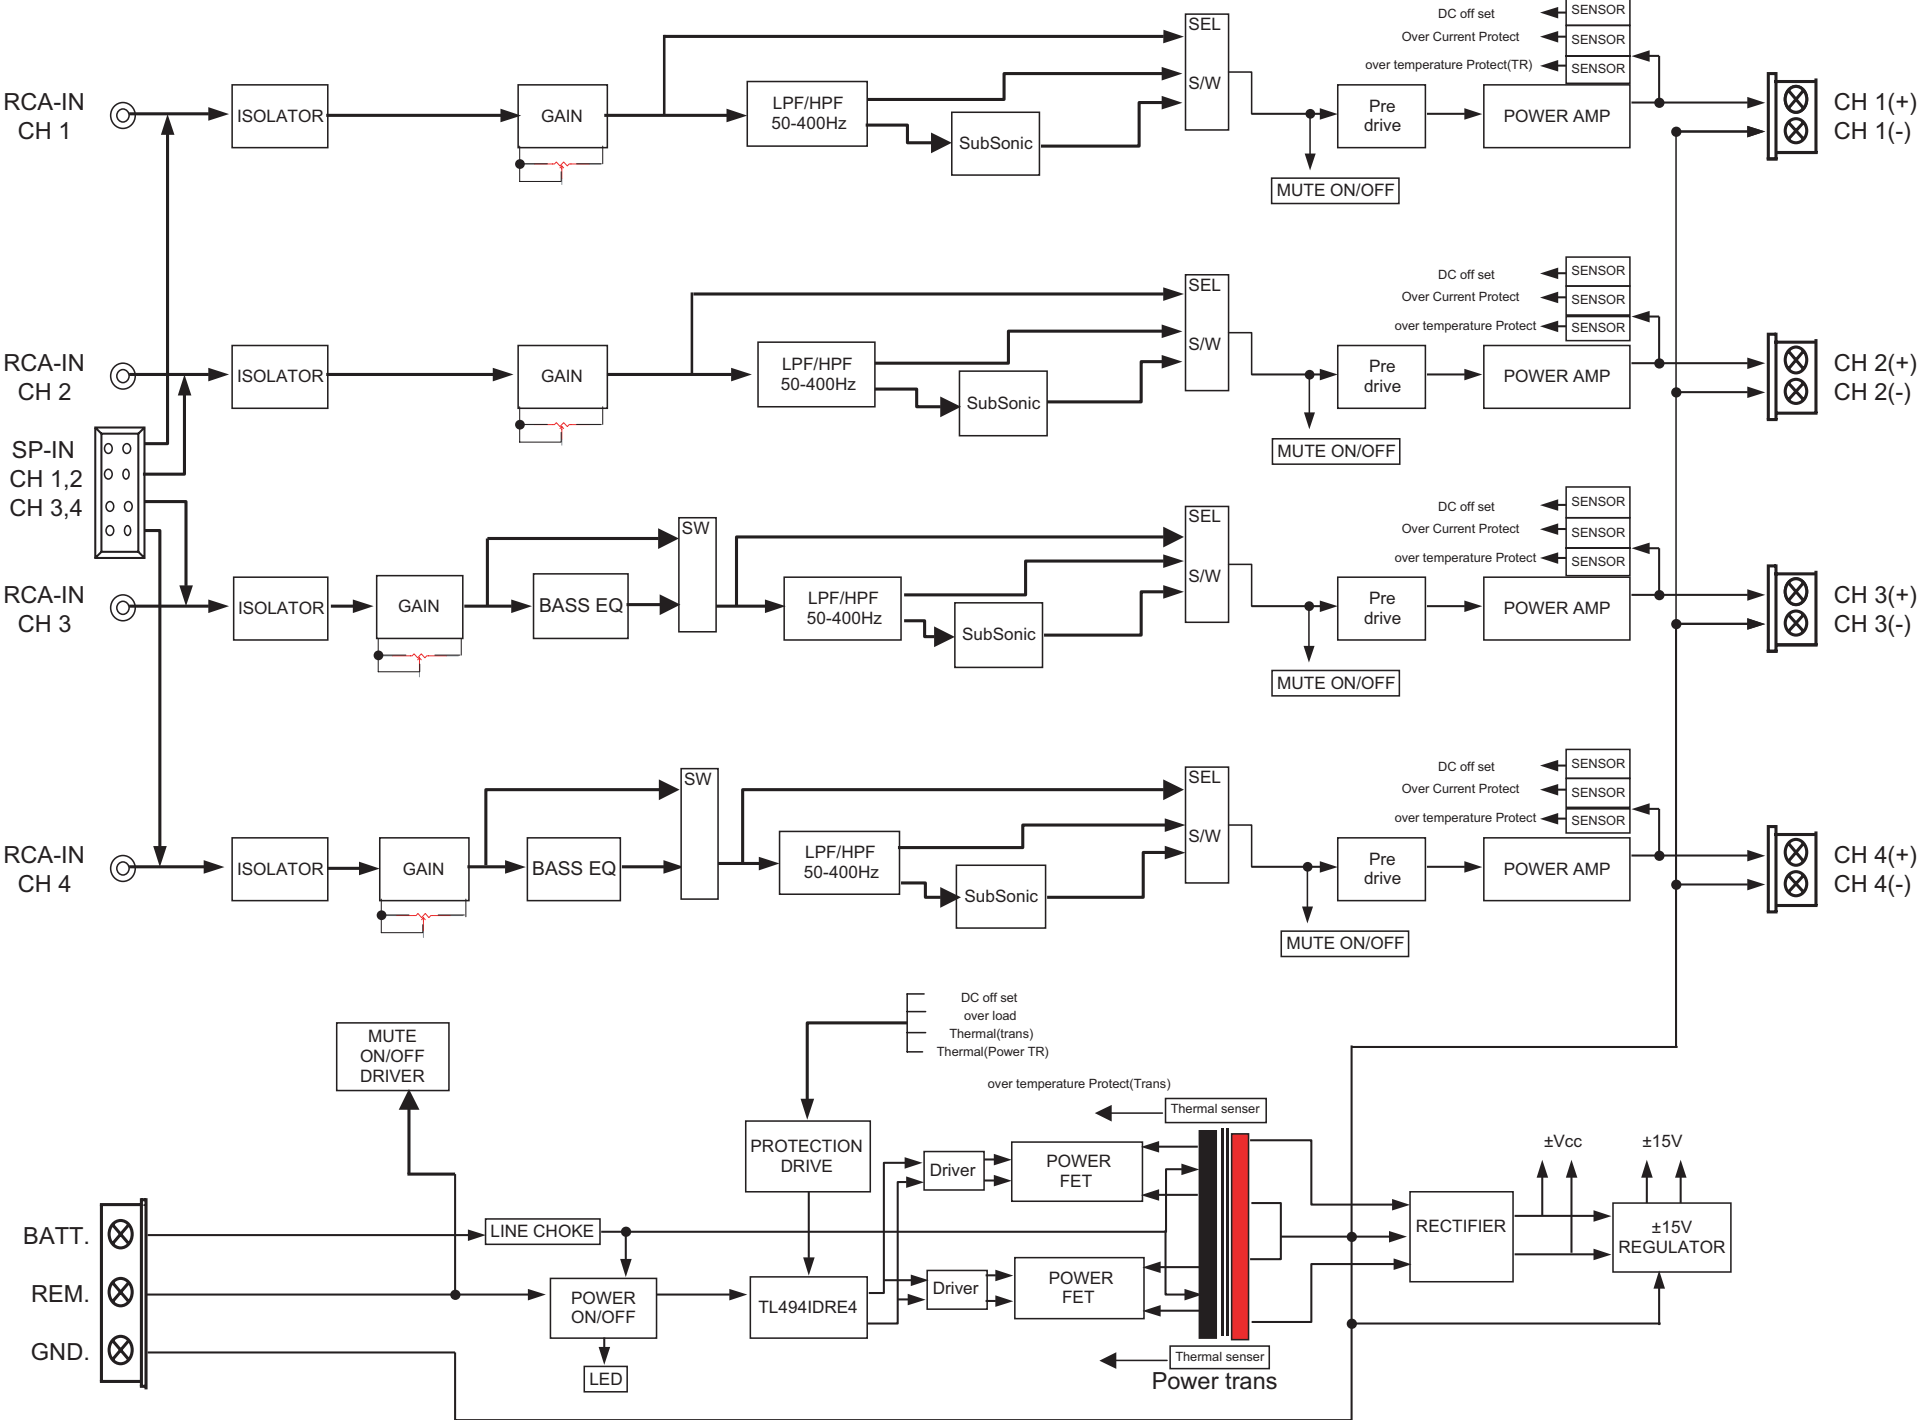 SEL
DC off set
SENSOR
Over Current Protect
SENSOR
over temperature Protect(TR)
SENSOR
S/W
RCA-IN
CH 1
ISOLATOR
GAIN
LPF/HPF
50-400Hz
SubSonic
Pre
drive
POWER AMP
CH 1(+)
CH 1(-)
MUTE ON/OFF
SEL
DC off set
SENSOR
Over Current Protect
SENSOR
over temperature Protect
SENSOR
S/W
RCA-IN
CH 2
ISOLATOR
GAIN
LPF/HPF
50-400Hz
SubSonic
Pre
drive
POWER AMP
CH 2(+)
CH 2(-)
MUTE ON/OFF
SP-IN
CH 1,2
CH 3,4
SW
SEL
DC off set
SENSOR
Over Current Protect
SENSOR
over temperature Protect
SENSOR
S/W
RCA-IN
CH 3
ISOLATOR
GAIN
BASS EQ
LPF/HPF
50-400Hz
SubSonic
Pre
drive
POWER AMP
CH 3(+)
CH 3(-)
MUTE ON/OFF
SW
SEL
DC off set
SENSOR
Over Current Protect
SENSOR
over temperature Protect
SENSOR
S/W
RCA-IN
CH 4
ISOLATOR
GAIN
BASS EQ
LPF/HPF
50-400Hz
SubSonic
Pre
drive
POWER AMP
CH 4(+)
CH 4(-)
MUTE ON/OFF
DC off set
over load
Thermal(trans)
Thermal(Power TR)
MUTE
ON/OFF
DRIVER
over temperature Protect(Trans)
Thermal senser
PROTECTION
DRIVE
Driver
POWER
FET
±Vcc
±15V
BATT.
LINE CHOKE
RECTIFIER
±15V
REGULATOR
REM.
POWER
ON/OFF
TL494IDRE4
Driver
POWER
FET
GND.
LED
Thermal senser
Power trans